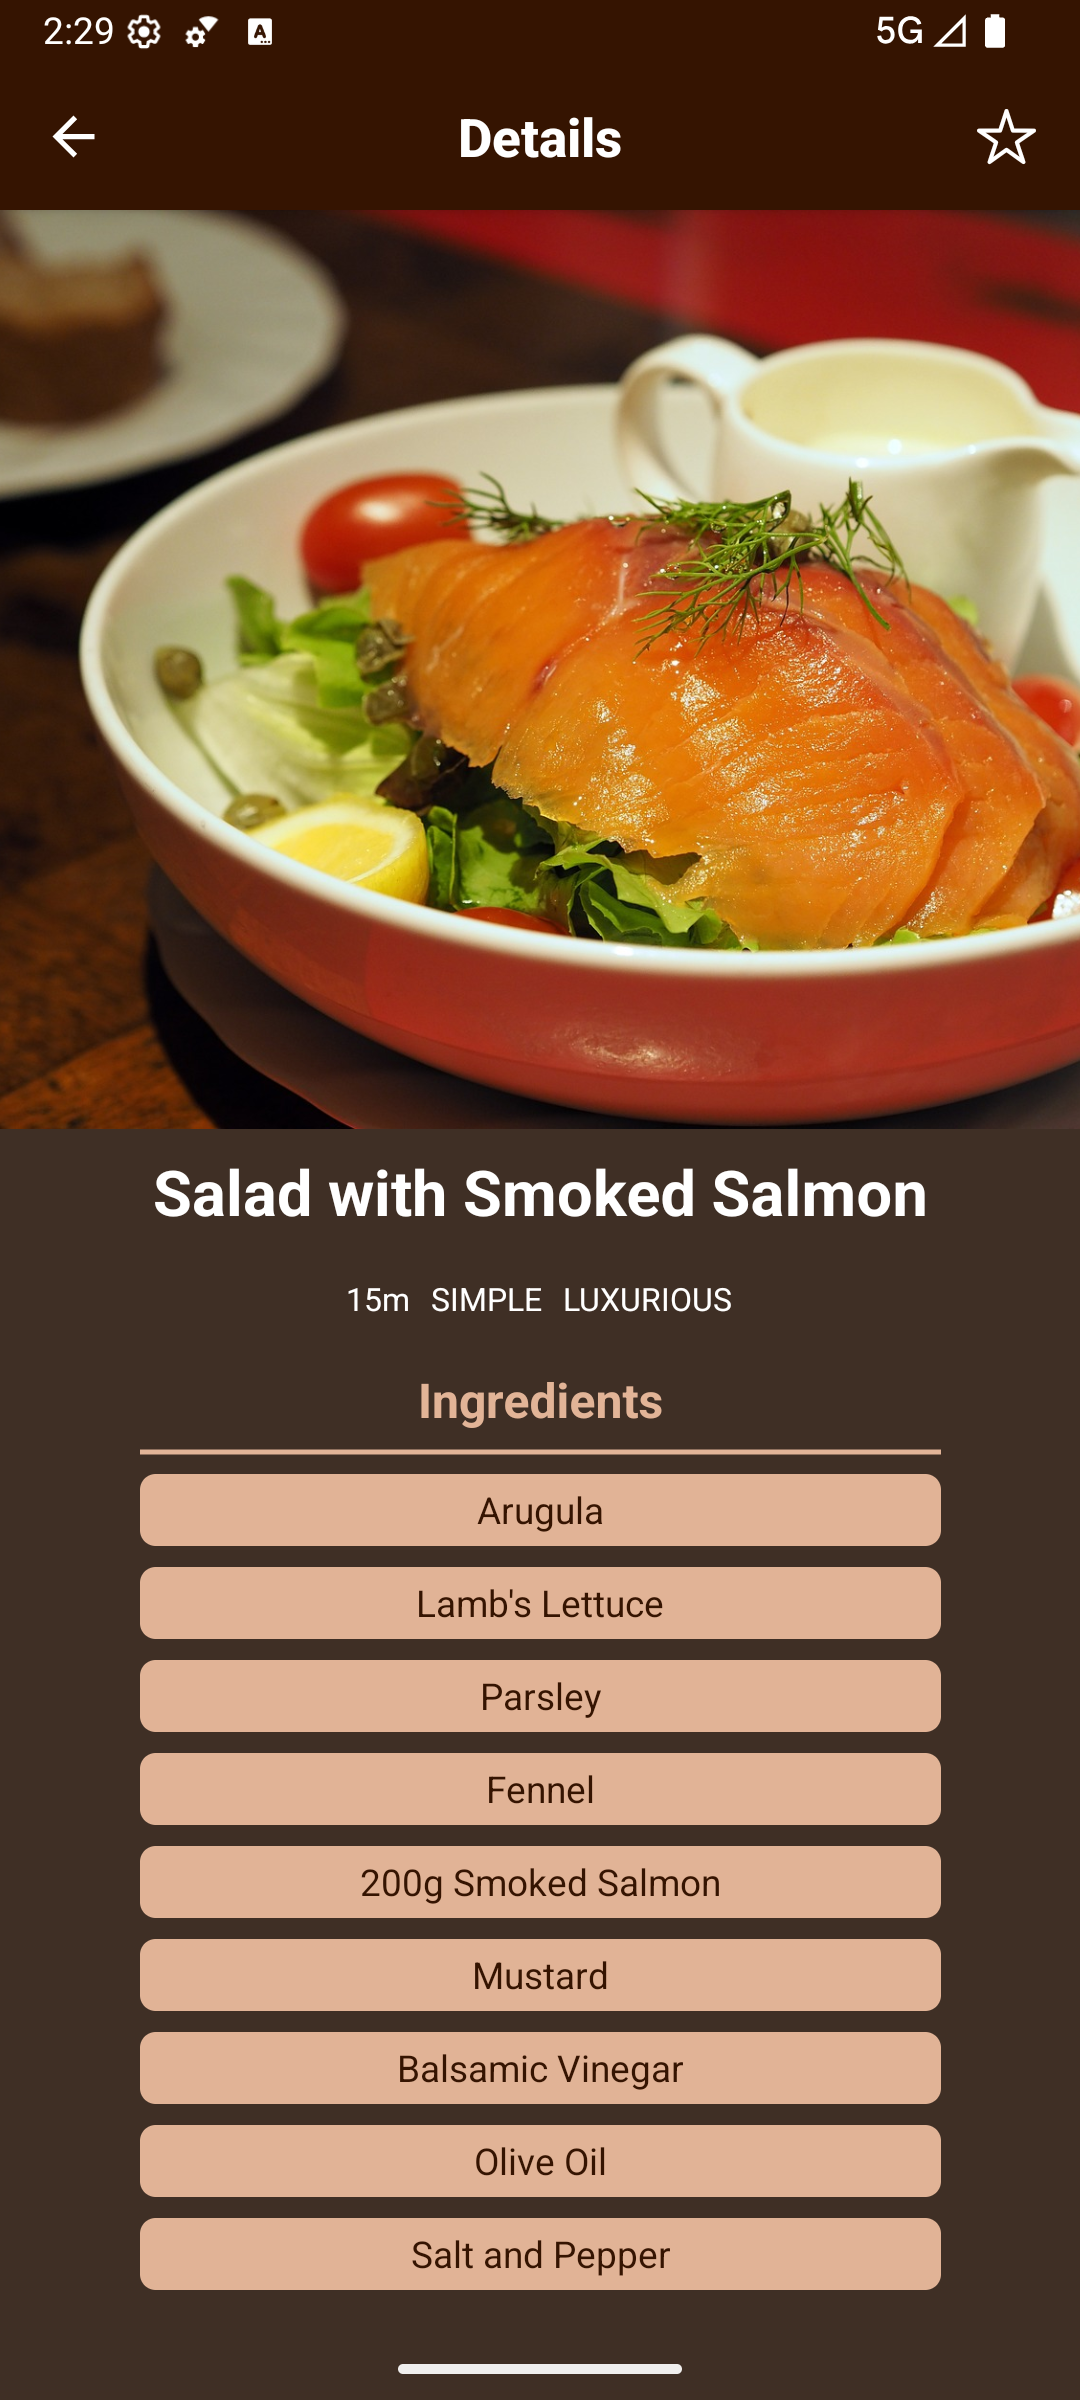 2:29 5G
Details
Salad with Smoked Salmon
15m SIMPLE LUXURIOUS
Ingredients
Arugula
Lamb's Lettuce
Parsley
Fennel
200g Smoked Salmon
Mustard
Balsamic Vinegar
Olive Oil
Salt and Pepper